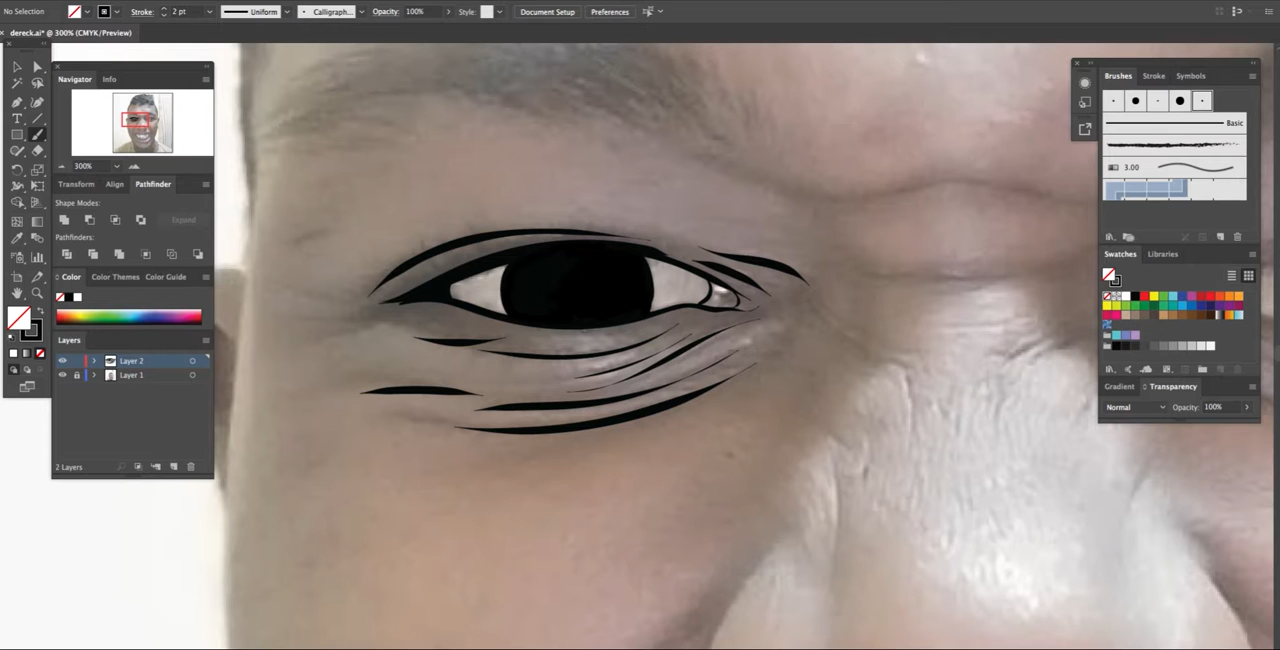 No Selection Stroke: 2 pt Uniform Calligraph... Opacity: 100% Style: Document Setup Preferences
dereck.ai* @ 300% (CMYK/Preview)
Navigator Info
300%
Transform Align Pathfinder
Shape Modes:
Expand
Pathfinders:
Color Color Themes Color Guide
Layers
Layer 2
Layer 1
2 Layers
Brushes Stroke Symbols
Basic
3.00
Swatches Libraries
Gradient Transparency
Normal Opacity: 100%